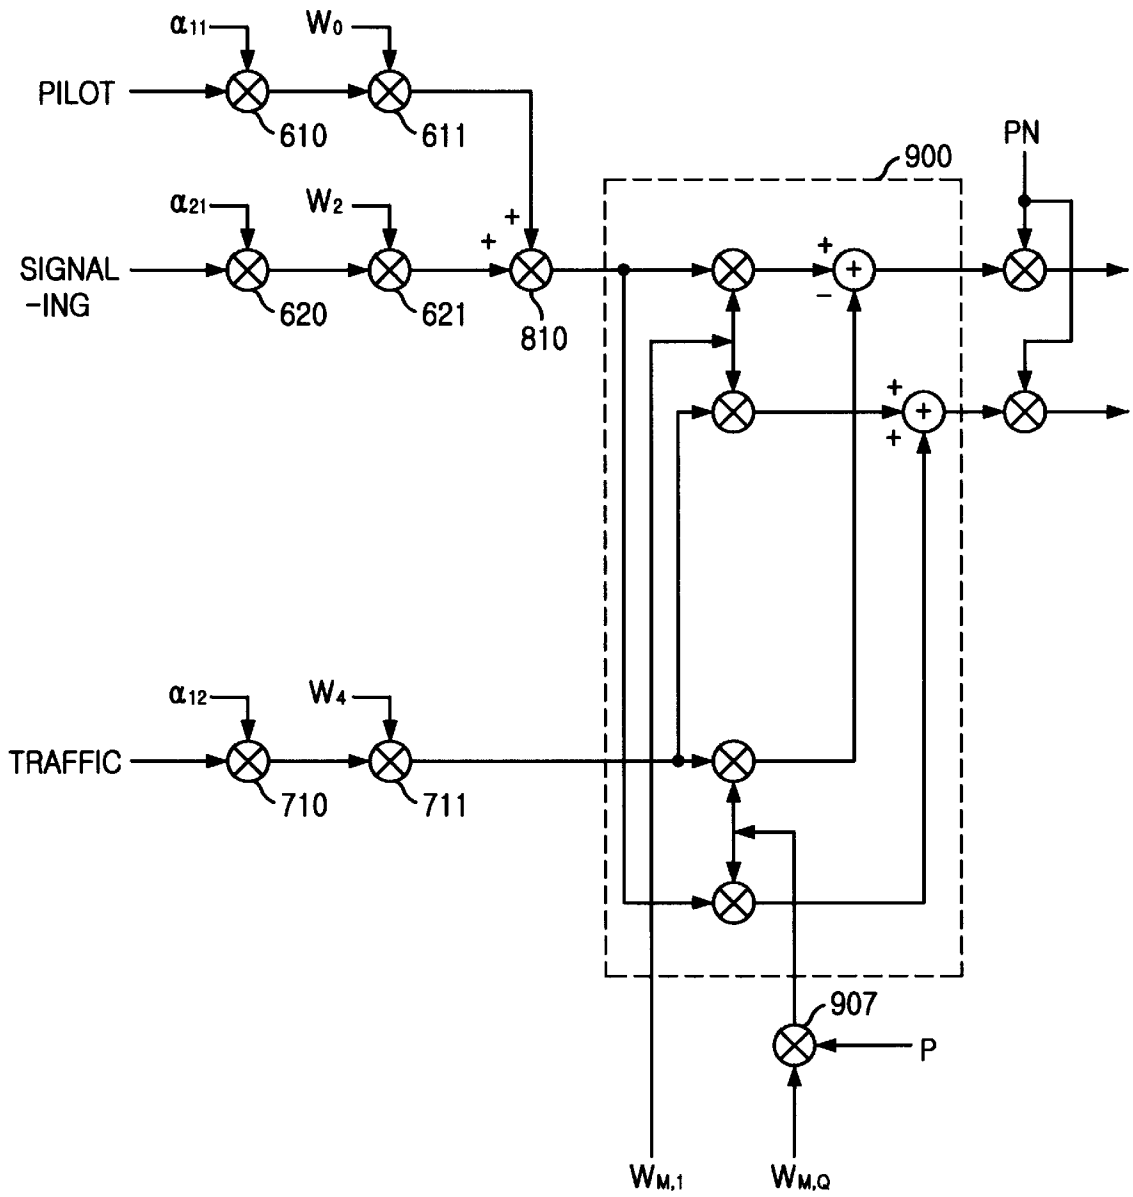 α11 W0
PILOT
610 611
PN
900
α21 W2
+
+
+
SIGNAL
-ING
+
−
620 621
810
+
+
+
+
α12 W4
TRAFFIC
710 711
907
P
WM,1 WM,Q